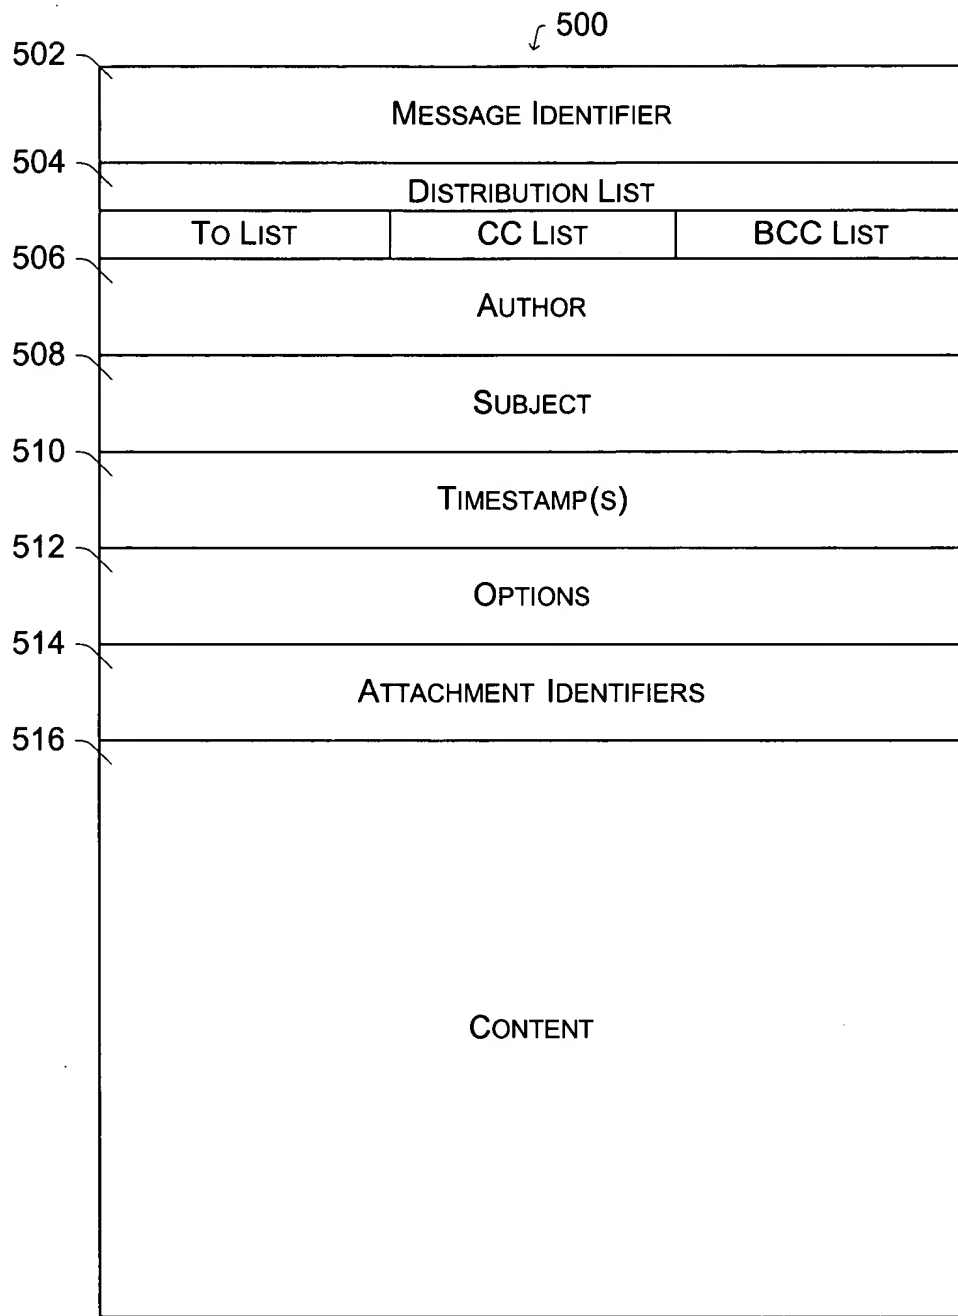 500
502
MESSAGE IDENTIFIER
504
DISTRIBUTION LIST
TO LIST CC LIST BCC LIST
506
AUTHOR
508
SUBJECT
510
TIMESTAMP(S)
512
OPTIONS
514
ATTACHMENT IDENTIFIERS
516
CONTENT